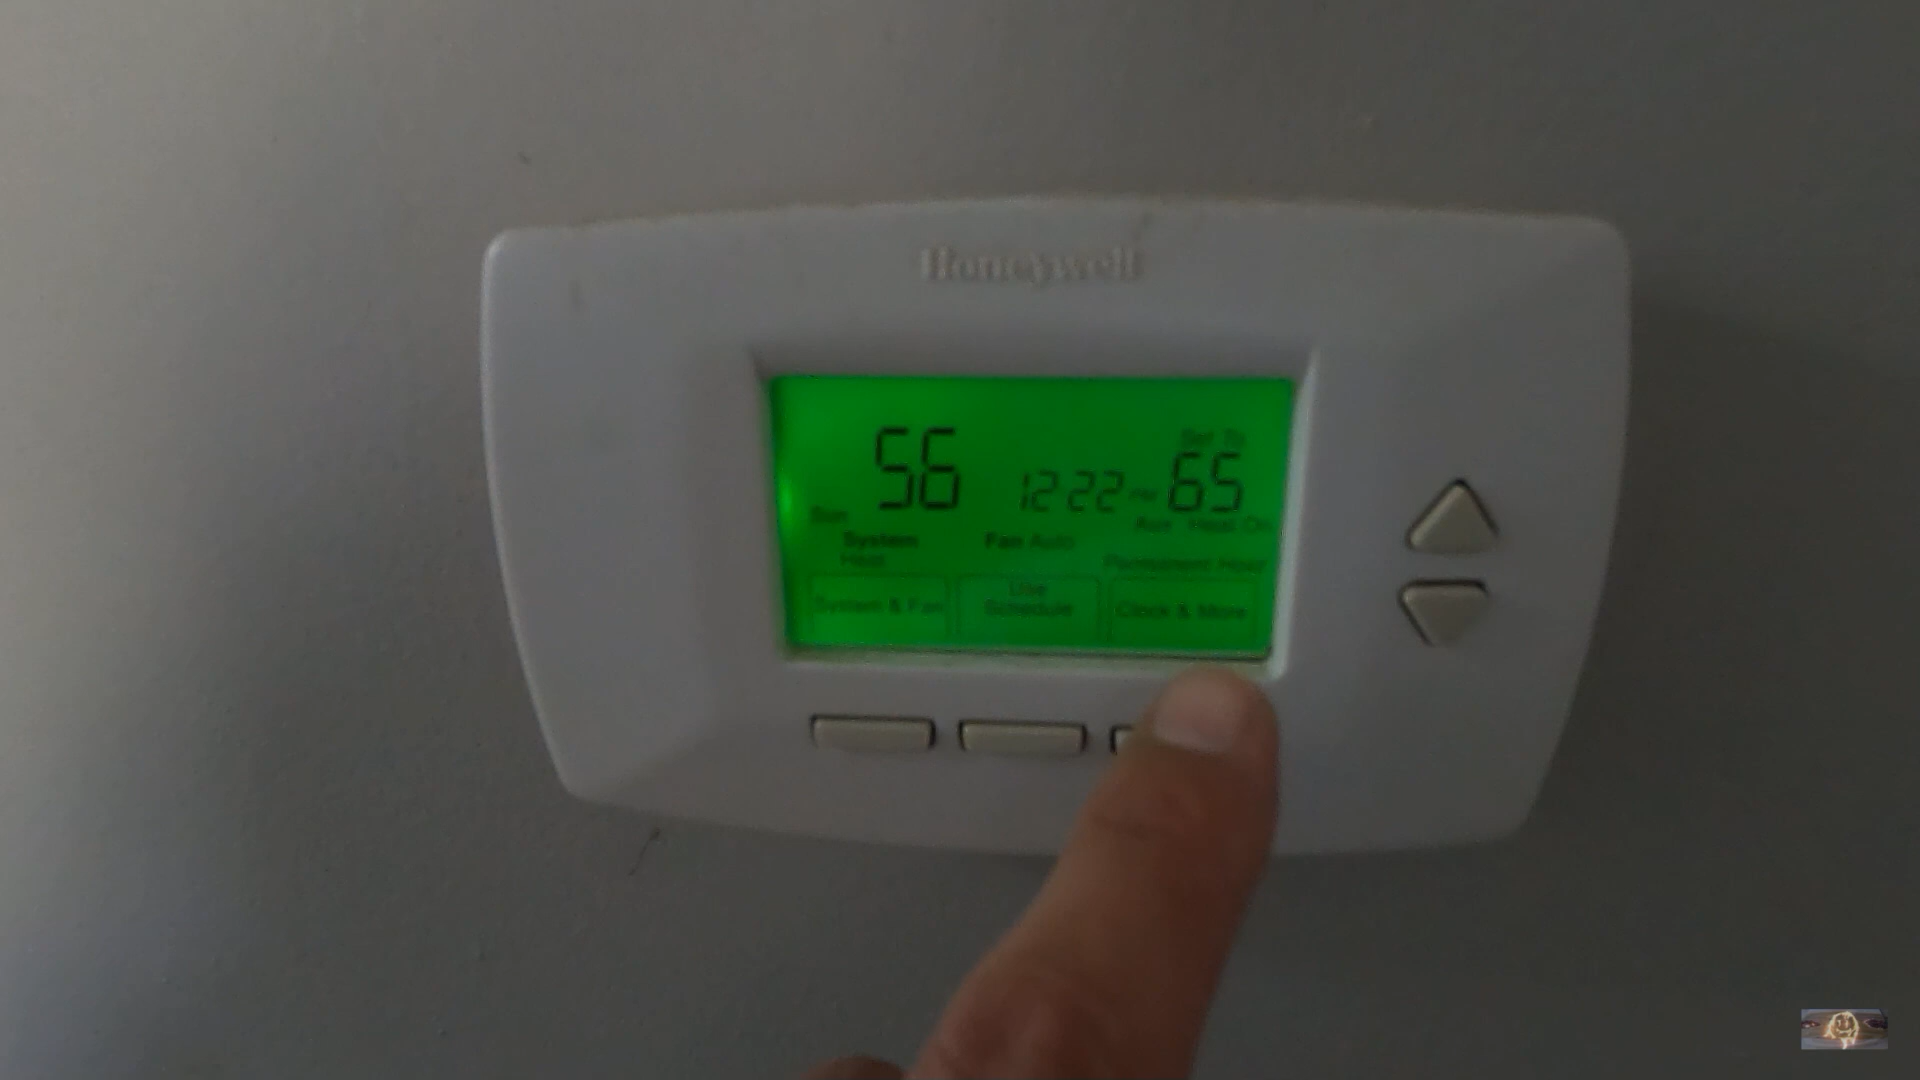 Honeywell
Set To
56 12:22 PM 65
Sun Aux Heat On
System Fan Auto
Heat Permanent Hold
System & Fan Use Schedule Clock & More